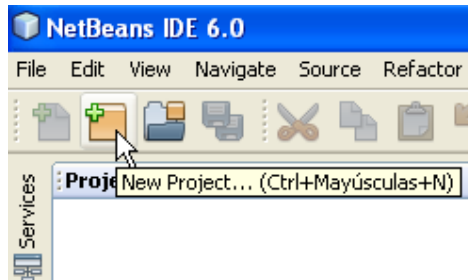 NetBeans IDE 6.0
File Edit View Navigate Source Refactor
Proje
New Project... (Ctrl+Mayúsculas+N)
Services